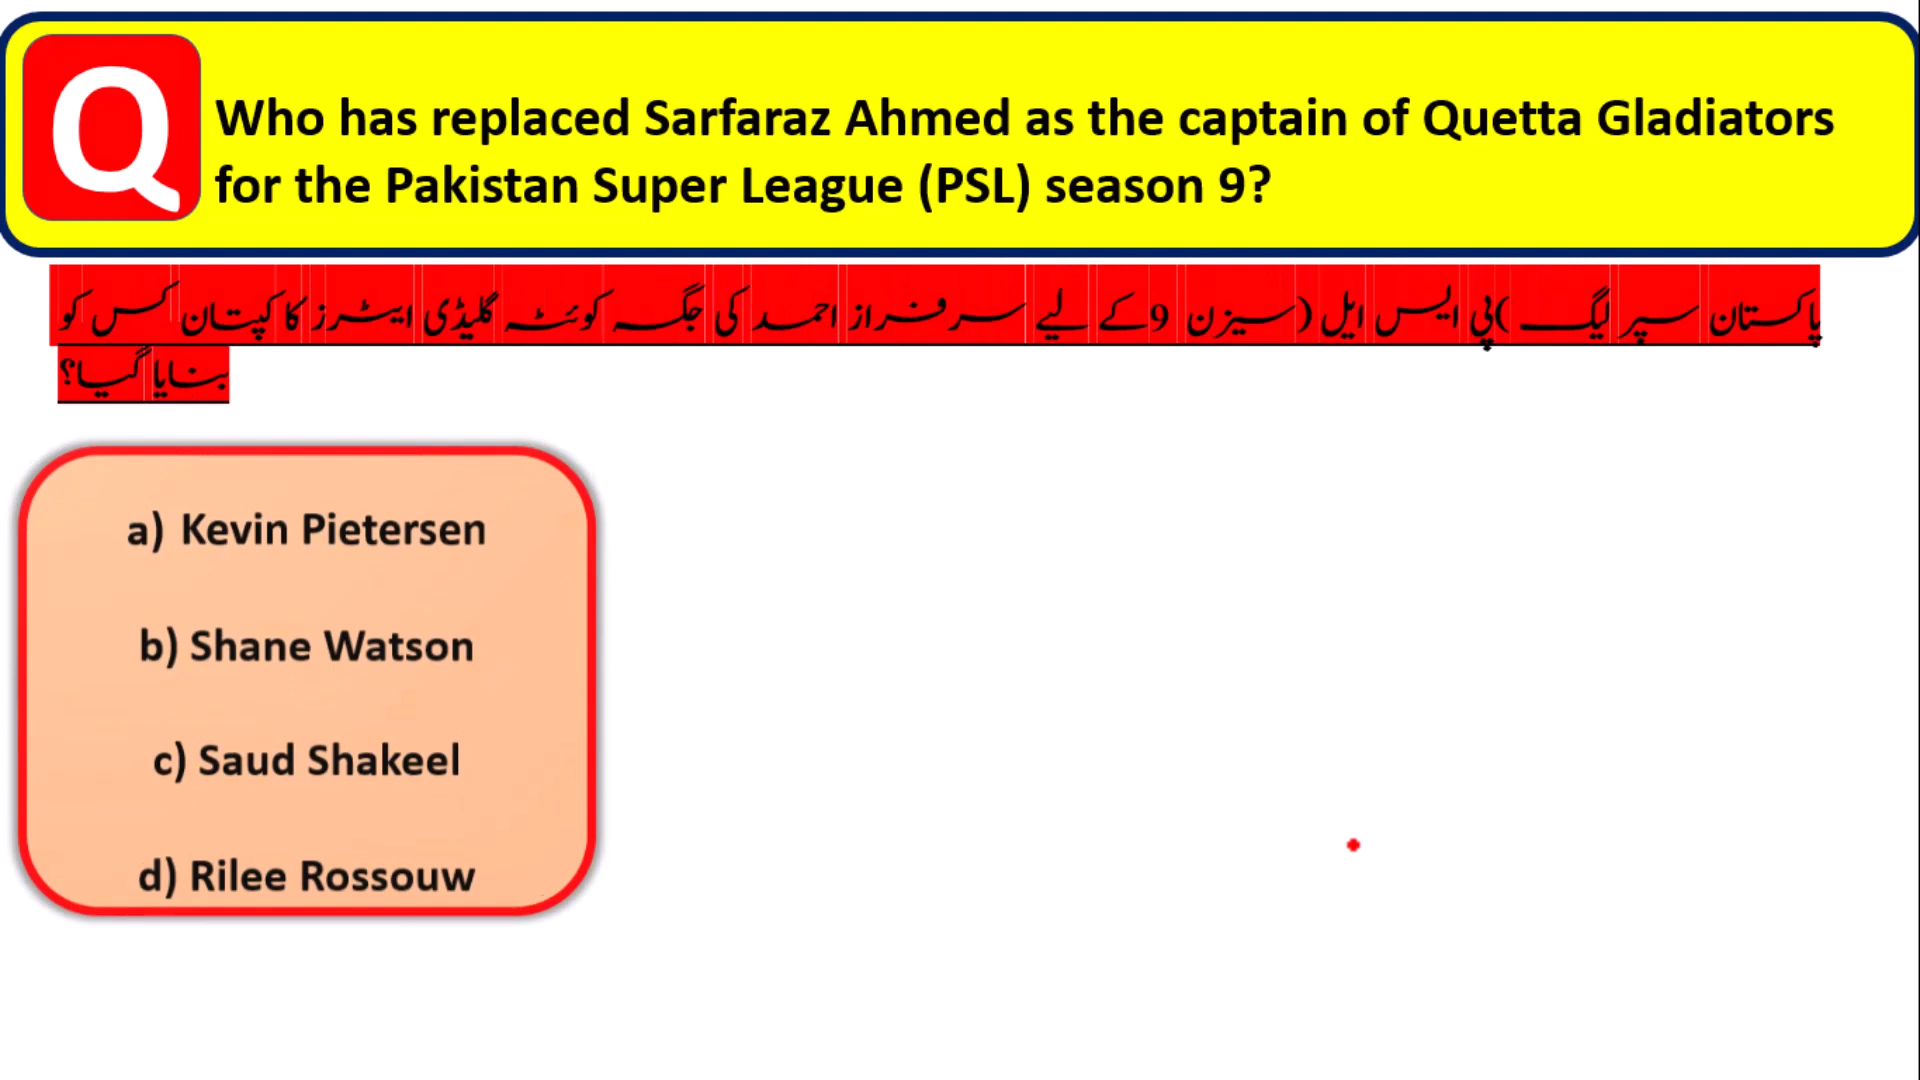 Q
Who has replaced Sarfaraz Ahmed as the captain of Quetta Gladiators
for the Pakistan Super League (PSL) season 9?
پاکستان سپر لیگ )پی ایس ایل (سیزن 9کے لیے سرفراز احمد کی جگہ کوئٹہ گلیڈی ایٹرز کا کپتان کس کو
بنایا گیا؟
a) Kevin Pietersen
b) Shane Watson
c) Saud Shakeel
d) Rilee Rossouw